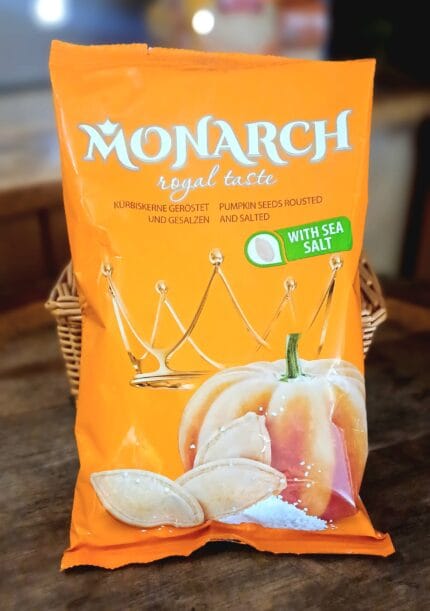 MONARCH
royal taste
KÜRBISKERNE GERÖSTET
UND GESALZEN
PUMPKIN SEEDS ROUSTED
AND SALTED
WITH SEA
SALT